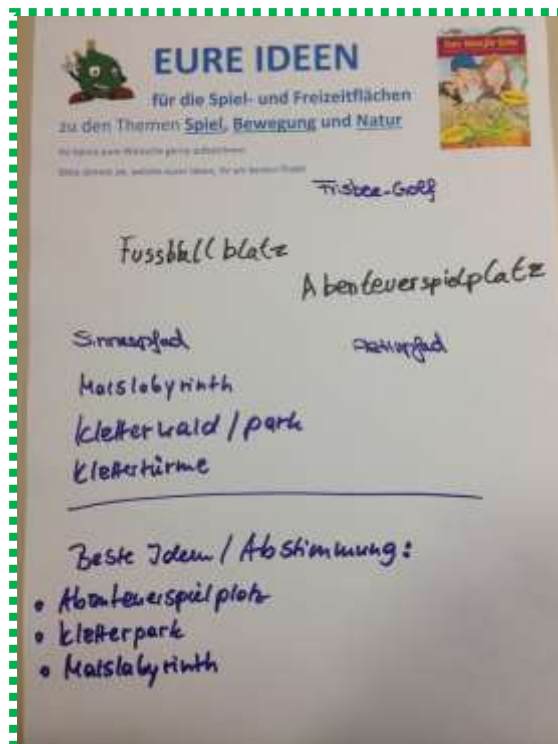 EURE IDEEN
für die Spiel- und Freizeitflächen
zu den Themen Spiel, Bewegung und Natur
Frisbee-Golf
Fussballblatz
Abenteuerspielplatz
Sinnespfad
Maislabyrinth
Kletterwald / park
Klettertürme
Beste Ideen / Abstimmung:
• Abenteuerspielplatz
• Kletterpark
• Maislabyrinth